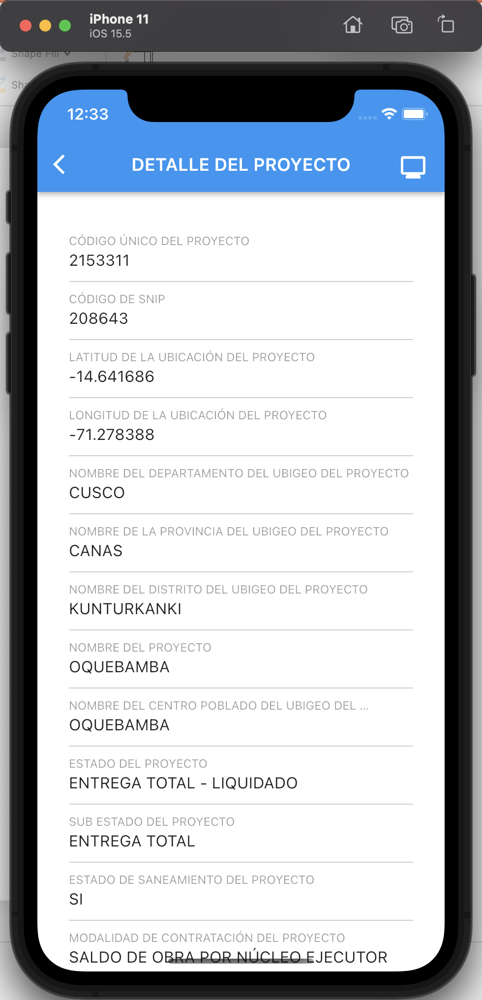 iPhone 11
iOS 15.5
Shape Fill
12:33
DETALLE DEL PROYECTO
CÓDIGO ÚNICO DEL PROYECTO
2153311
CÓDIGO DE SNIP
208643
LATITUD DE LA UBICACIÓN DEL PROYECTO
-14.641686
LONGITUD DE LA UBICACIÓN DEL PROYECTO
-71.278388
NOMBRE DEL DEPARTAMENTO DEL UBIGEO DEL PROYECTO
CUSCO
NOMBRE DE LA PROVINCIA DEL UBIGEO DEL PROYECTO
CANAS
NOMBRE DEL DISTRITO DEL UBIGEO DEL PROYECTO
KUNTURKANKI
NOMBRE DEL PROYECTO
OQUEBAMBA
NOMBRE DEL CENTRO POBLADO DEL UBIGEO DEL ...
OQUEBAMBA
ESTADO DEL PROYECTO
ENTREGA TOTAL - LIQUIDADO
SUB ESTADO DEL PROYECTO
ENTREGA TOTAL
ESTADO DE SANEAMIENTO DEL PROYECTO
SI
MODALIDAD DE CONTRATACIÓN DEL PROYECTO
SALDO DE OBRA POR NÚCLEO EJECUTOR